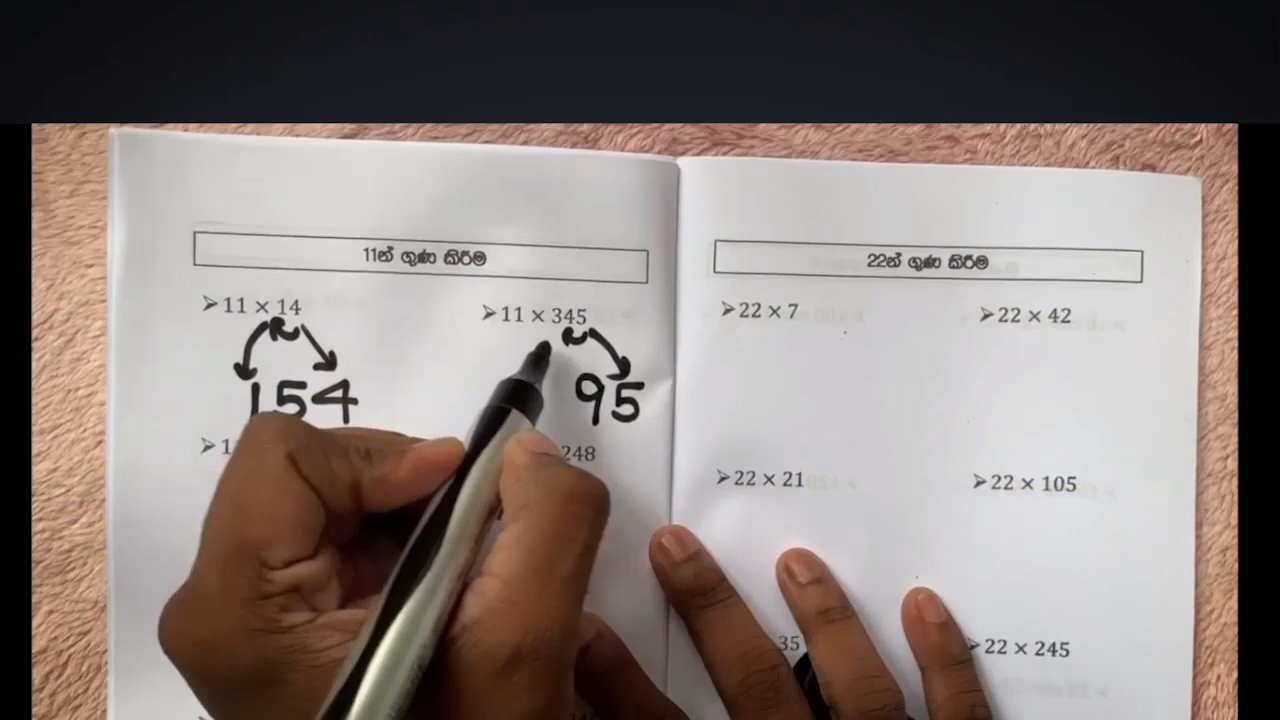 11න් ගුණ කිරීම
➢11 × 14
➢11 × 345
154
95
➢1
248
22න් ගුණ කිරීම
➢22 × 7
➢22 × 42
➢22 × 21
➢22 × 105
35
➢22 × 245